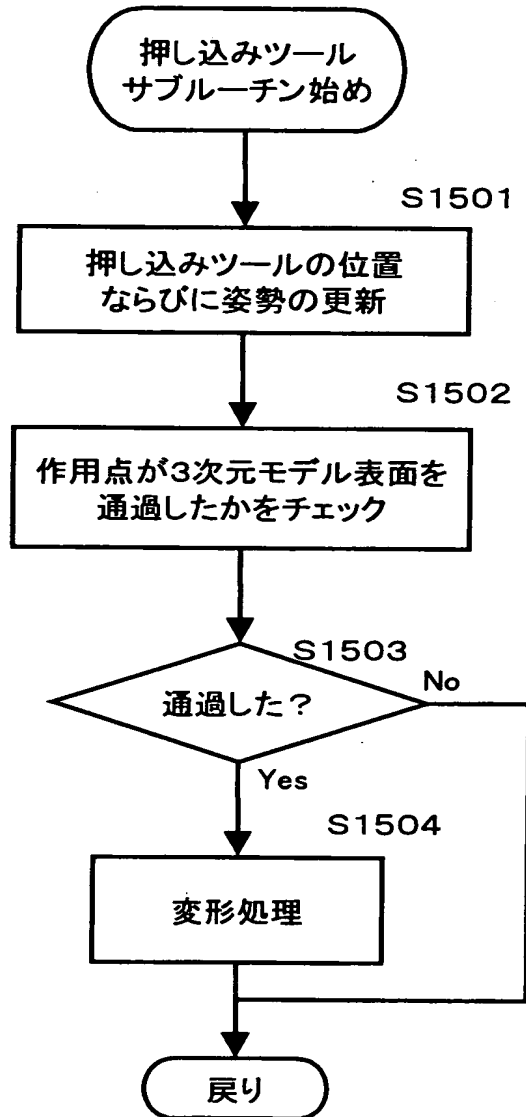 押し込みツール
サブルーチン始め
S1501
押し込みツールの位置
ならびに姿勢の更新
S1502
作用点が3次元モデル表面を
通過したかをチェック
S1503
通過した?
No
Yes
S1504
変形処理
戻り